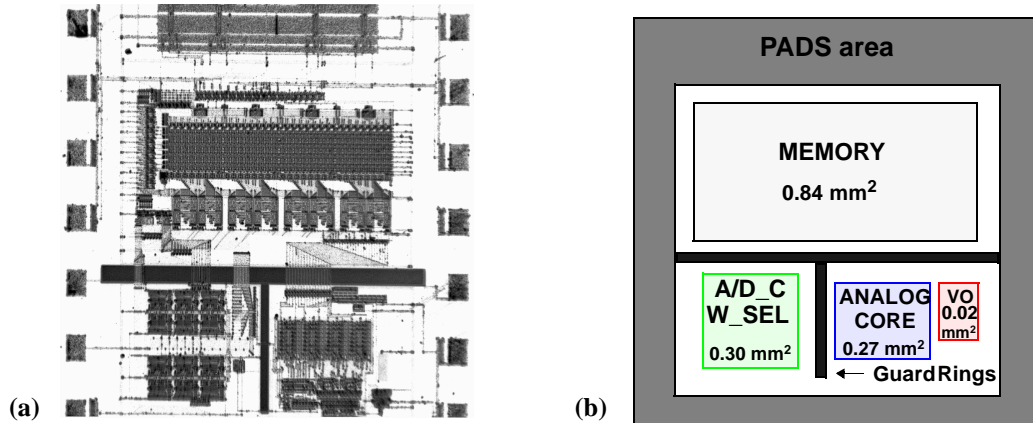 PADS area
MEMORY
0.84 mm2
A/D_C
W_SEL
0.30 mm2
ANALOG
CORE
0.27 mm2
VO
0.02
mm2
GuardRings
(a)
(b)